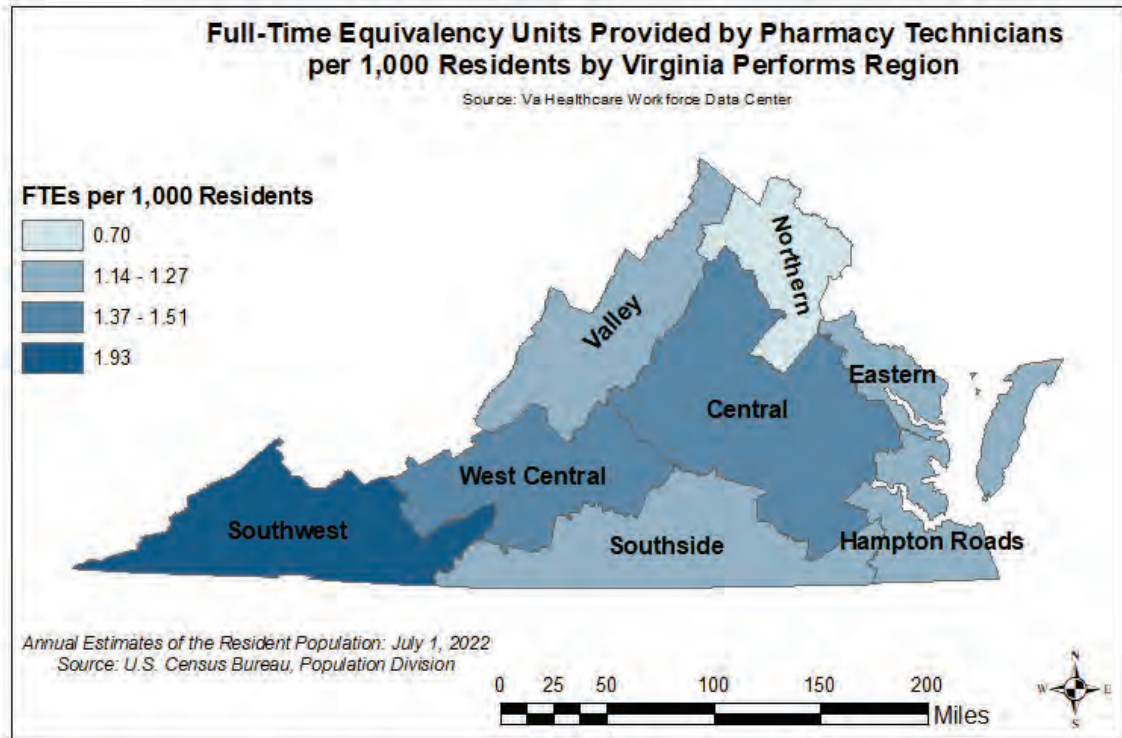 Full-Time Equivalency Units Provided by Pharmacy Technicians
per 1,000 Residents by Virginia Performs Region
Source: Va Healthcare Workforce Data Center
FTEs per 1,000 Residents
0.70
1.14 - 1.27
1.37 - 1.51
1.93
Northern
Valley
Eastern
Central
West Central
Southwest
Southside
Hampton Roads
Annual Estimates of the Resident Population: July 1, 2022
Source: U.S. Census Bureau, Population Division
0 25 50 100 150 200
Miles
N
W E
S